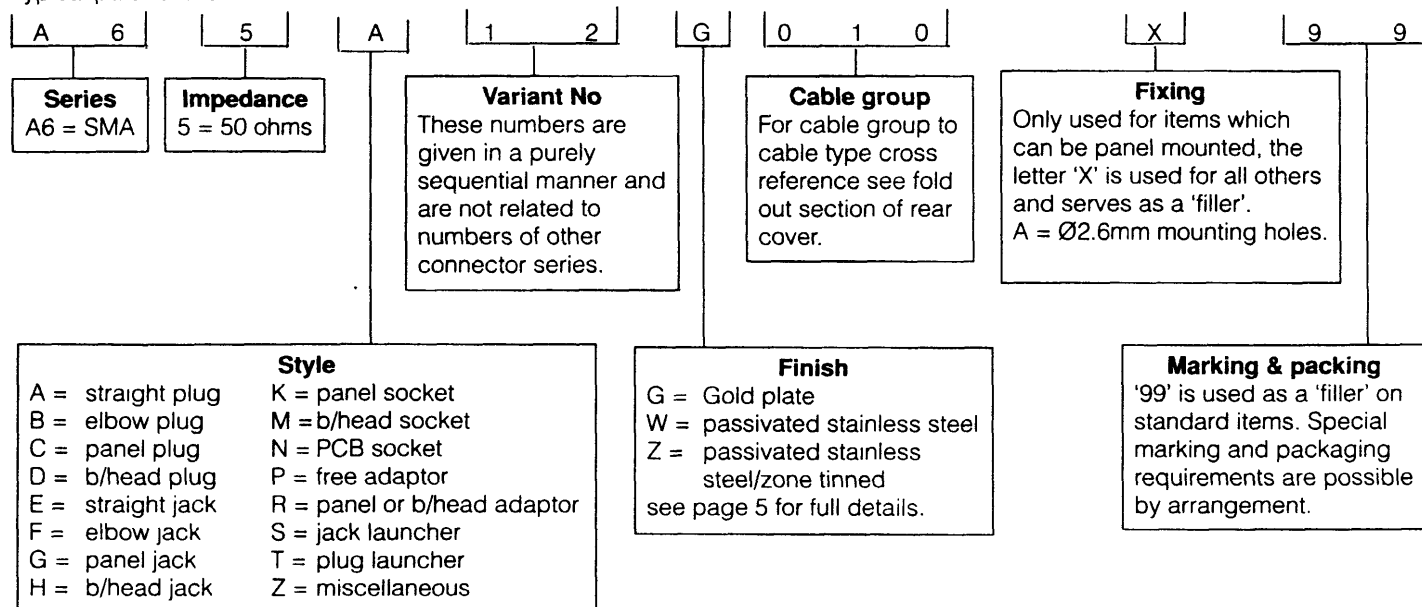 A 6 5 A 1 2 G 0 1 0 X 9 9
Series
A6 = SMA
Impedance
5 = 50 ohms
Variant No
These numbers are
given in a purely
sequential manner and
are not related to
numbers of other
connector series.
Cable group
For cable group to
cable type cross
reference see fold
out section of rear
cover.
Fixing
Only used for items which
can be panel mounted, the
letter 'X' is used for all others
and serves as a 'filler'.
A = Ø2.6mm mounting holes.
Style
A = straight plug
B = elbow plug
C = panel plug
D = b/head plug
E = straight jack
F = elbow jack
G = panel jack
H = b/head jack
K = panel socket
M = b/head socket
N = PCB socket
P = free adaptor
R = panel or b/head adaptor
S = jack launcher
T = plug launcher
Z = miscellaneous
Finish
G = Gold plate
W = passivated stainless steel
Z = passivated stainless
steel/zone tinned
see page 5 for full details.
Marking & packing
'99' is used as a 'filler' on
standard items. Special
marking and packaging
requirements are possible
by arrangement.